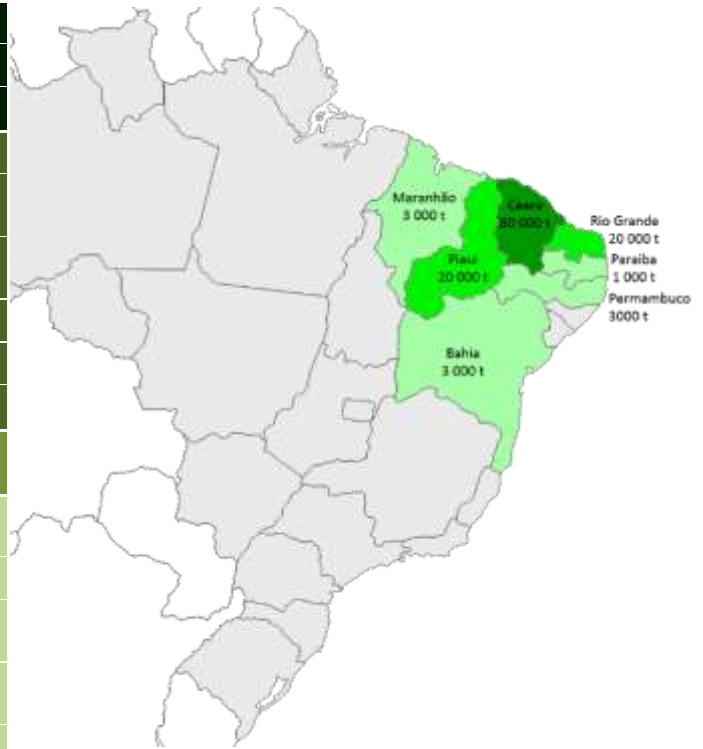 Maranhão
3 000 t
Ceara
80 000 t
Rio Grande
20 000 t
Piaui
20 000 t
Paraiba
1 000 t
Permambuco
3000 t
Bahia
3 000 t